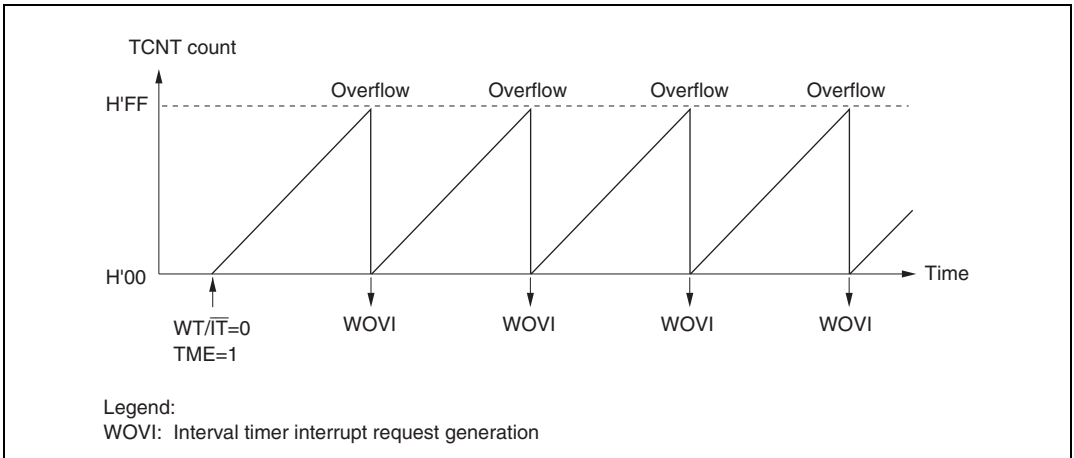 TCNT count
H'FF
Overflow
Overflow
Overflow
Overflow
H'00
Time
WT/I̅T̅=0
TME=1
WOVI
WOVI
WOVI
WOVI
Legend:
WOVI: Interval timer interrupt request generation